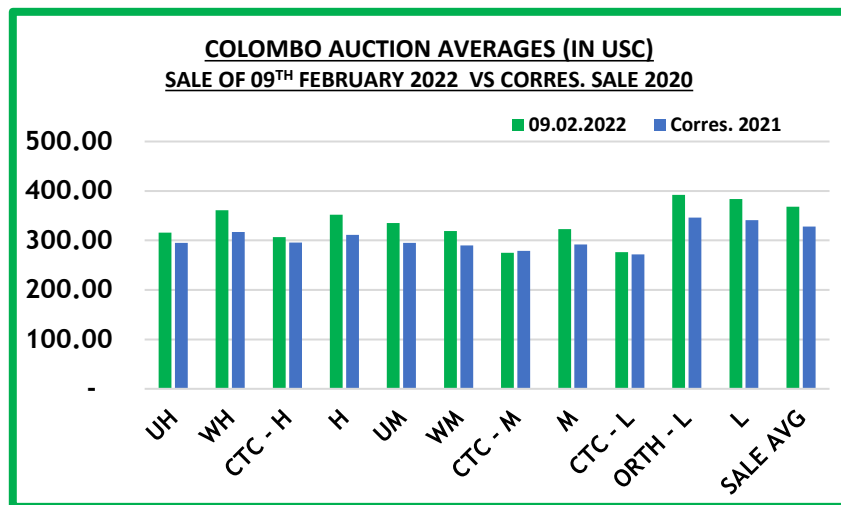 COLOMBO AUCTION AVERAGES (IN USC)
SALE OF 09TH FEBRUARY 2022 VS CORRES. SALE 2020
09.02.2022 Corres. 2021
500.00
400.00
300.00
200.00
100.00
-
UH WH CTC - H H UM WM CTC - M M CTC - L ORTH - L L SALE AVG